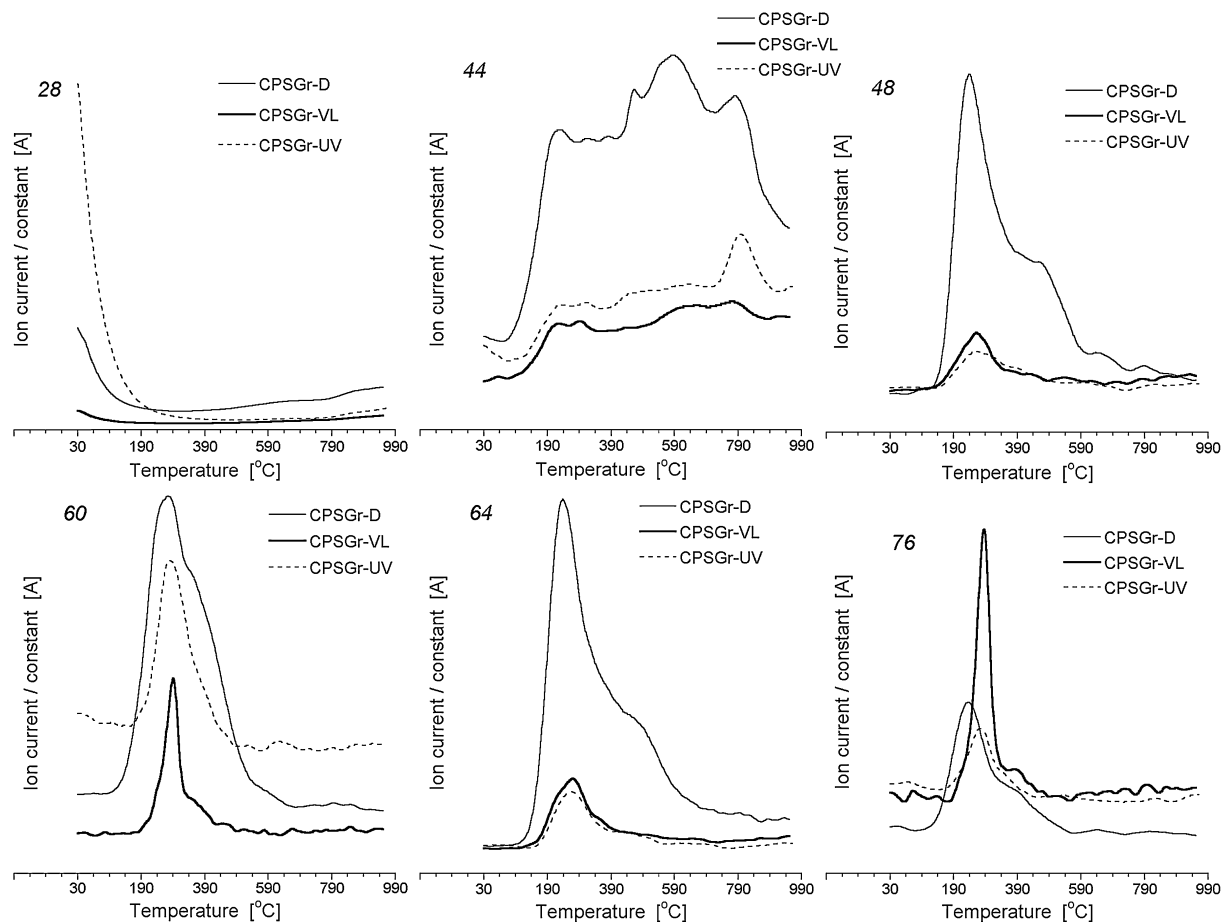 28
CPSGr-D
CPSGr-VL
CPSGr-UV
Ion current / constant [A]
30 190 390 590 790 990
Temperature [°C]
44
CPSGr-D
CPSGr-VL
CPSGr-UV
Ion current / constant [A]
30 190 390 590 790 990
Temperature [°C]
48
CPSGr-D
CPSGr-VL
CPSGr-UV
Ion current / constant [A]
30 190 390 590 790 990
Temperature [°C]
60
CPSGr-D
CPSGr-VL
CPSGr-UV
Ion current / constant [A]
30 190 390 590 790 990
Temperature [°C]
64
CPSGr-D
CPSGr-VL
CPSGr-UV
Ion current / constant [A]
30 190 390 590 790 990
Temperature [°C]
76
CPSGr-D
CPSGr-VL
CPSGr-UV
Ion current / constant [A]
30 190 390 590 790 990
Temperature [°C]